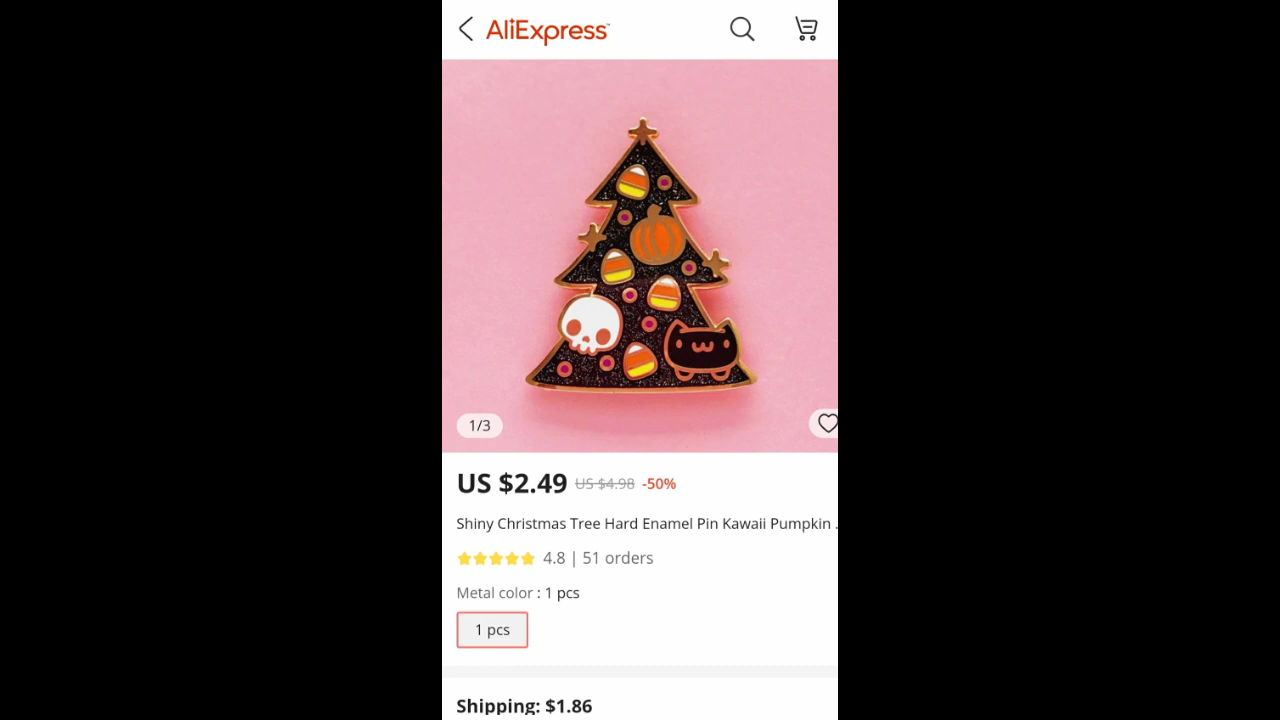 AliExpress
1/3
US $2.49 US $4.98 -50%
Shiny Christmas Tree Hard Enamel Pin Kawaii Pumpkin .
4.8 | 51 orders
Metal color : 1 pcs
1 pcs
Shipping: $1.86